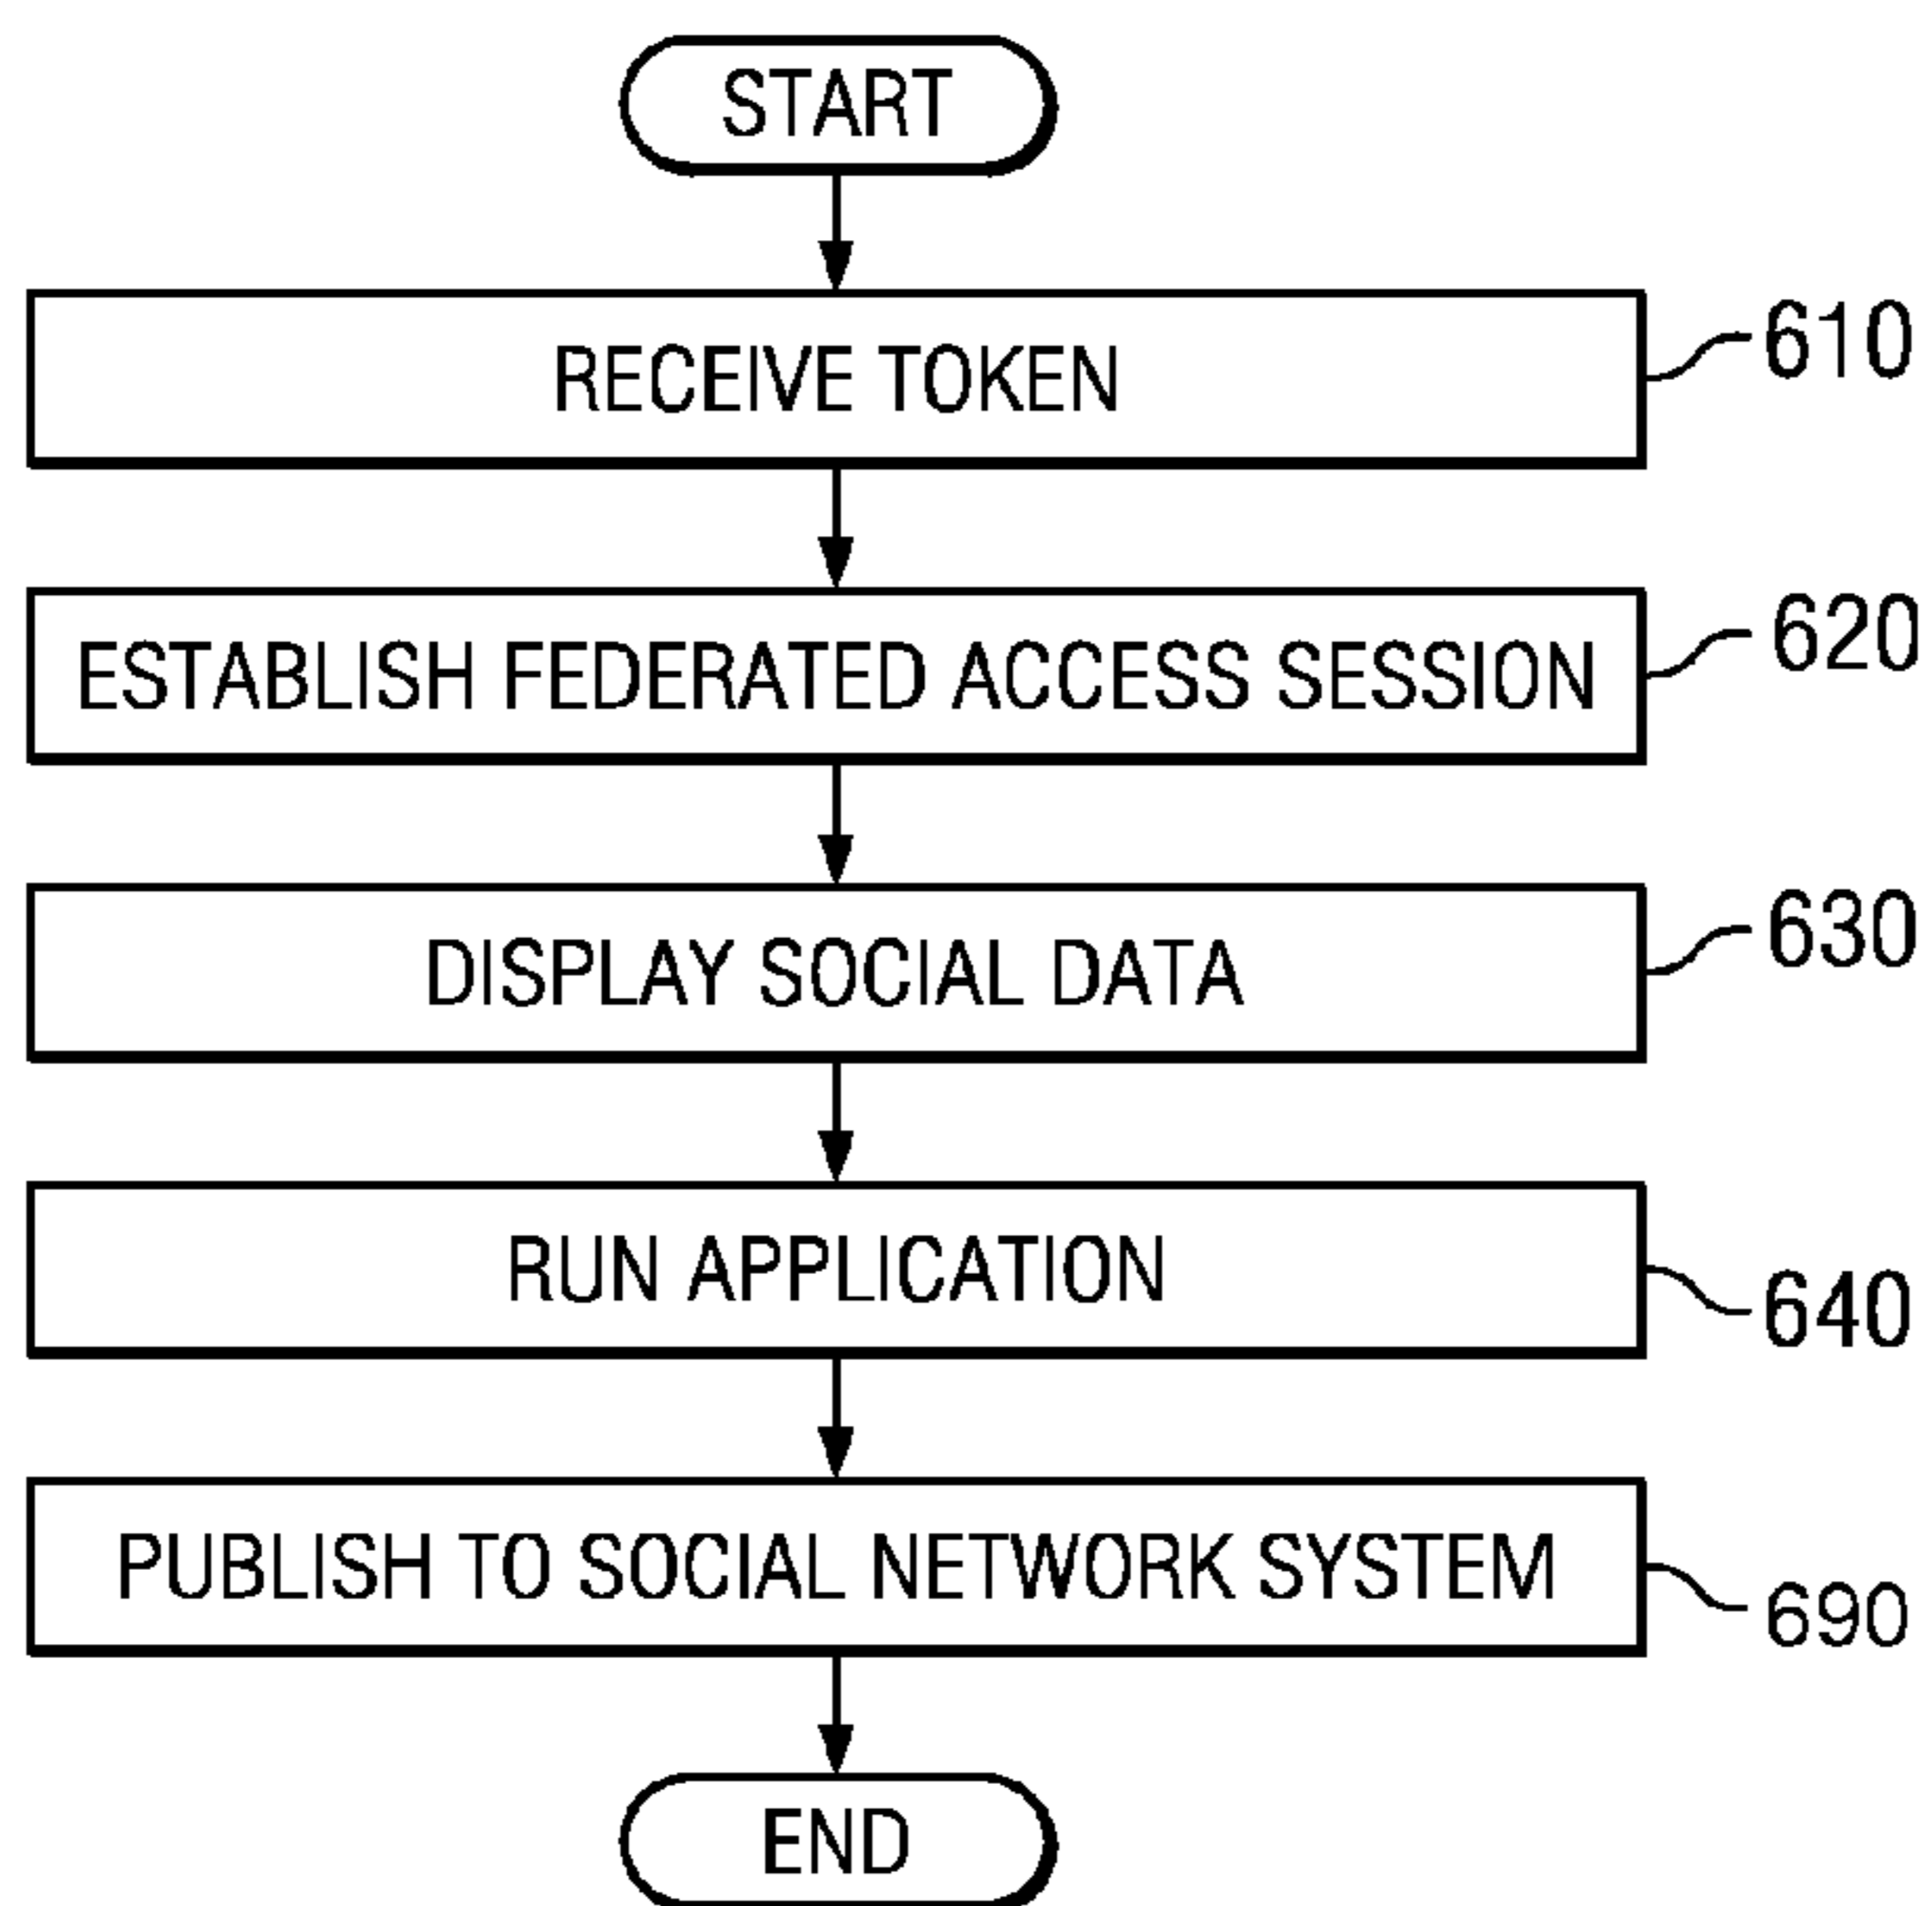 START
RECEIVE TOKEN
610
ESTABLISH FEDERATED ACCESS SESSION
620
DISPLAY SOCIAL DATA
630
RUN APPLICATION
640
PUBLISH TO SOCIAL NETWORK SYSTEM
690
END